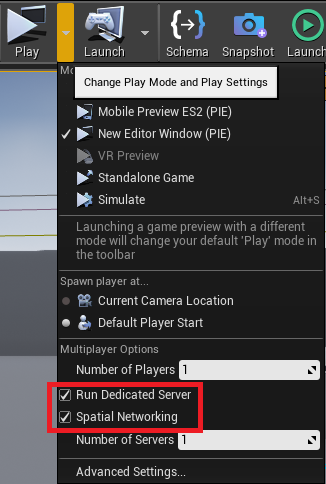 Play
Launch
Schema
Snapshot
Launch
Mo
Change Play Mode and Play Settings
Mobile Preview ES2 (PIE)
New Editor Window (PIE)
VR Preview
Standalone Game
Simulate
Alt+S
Launching a game preview with a different
mode will change your default 'Play' mode in
the toolbar
Spawn player at...
Current Camera Location
Default Player Start
Multiplayer Options
Number of Players
1
Run Dedicated Server
Spatial Networking
Number of Servers
1
Advanced Settings...